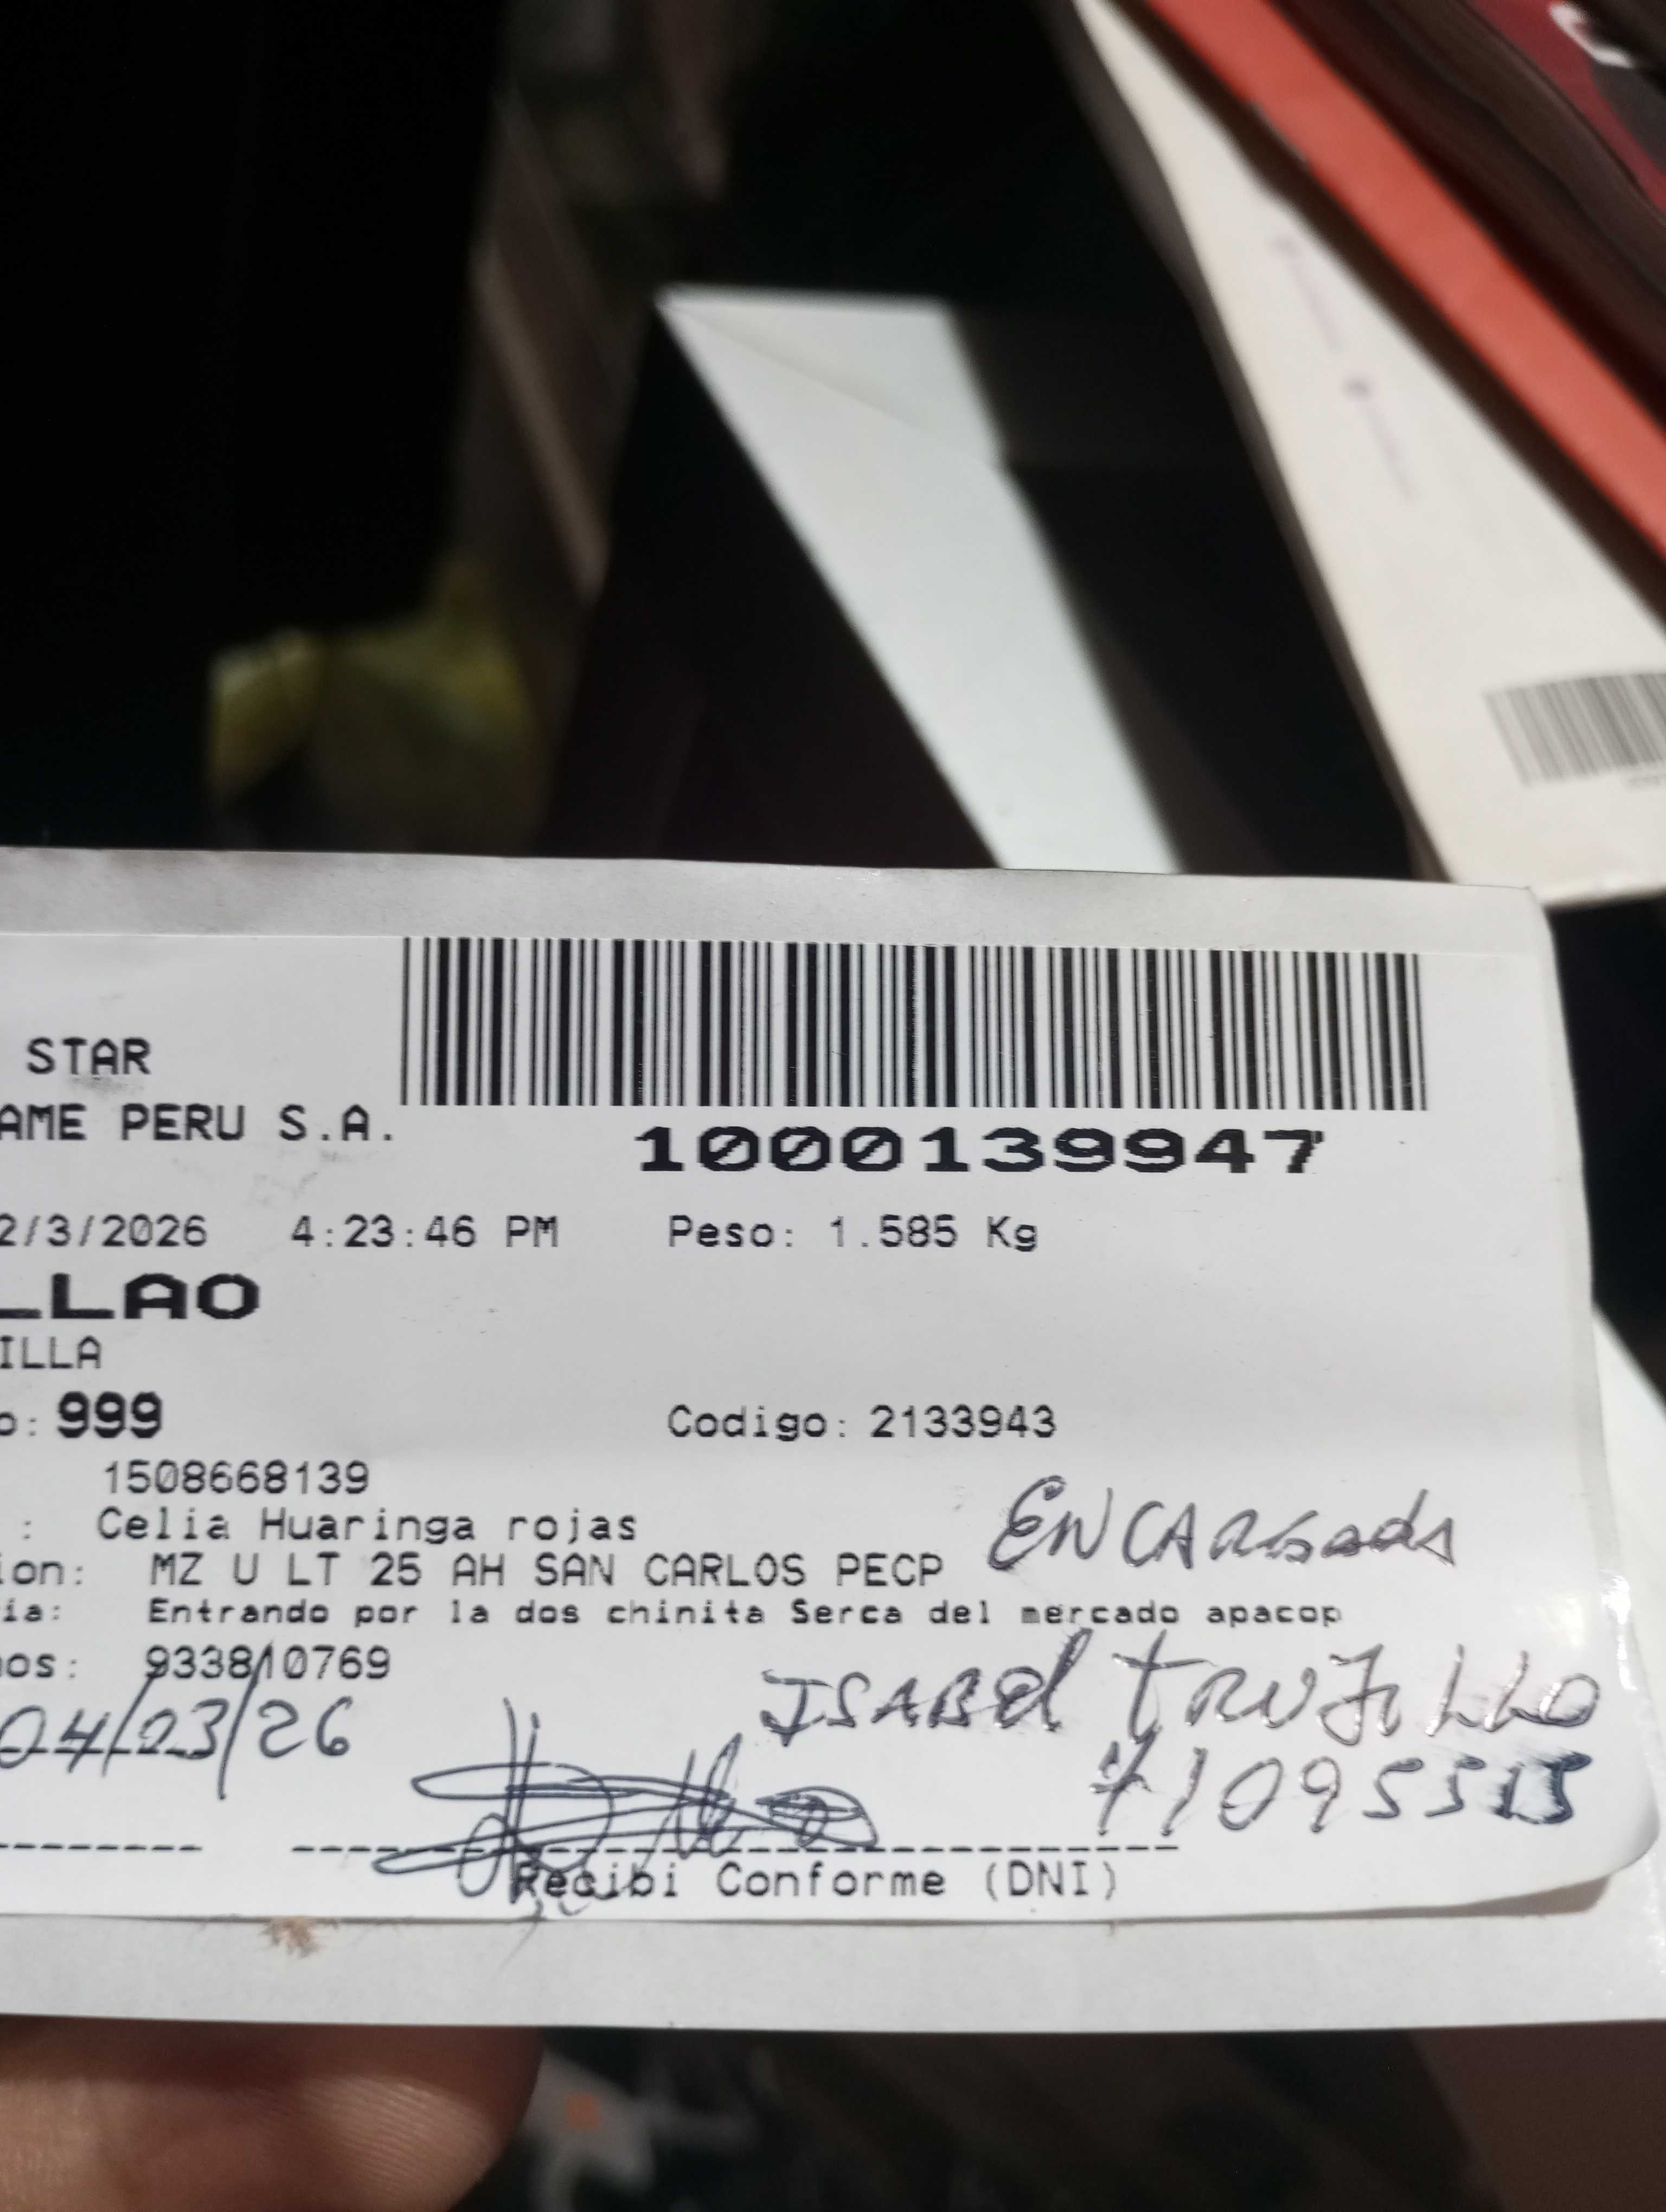 STAR
AME PERU S.A.
1000139947
2/3/2026 4:23:46 PM Peso: 1.585 Kg
LLAO
ILLA
o: 999 Codigo: 2133943
1508668139
: Celia Huaringa rojas
ENCARGADA
ion: MZ U LT 25 AH SAN CARLOS PECP
ia: Entrando por la dos chinita Serca del mercado apacop
os: 933810769
ISABEL TRUJILLO
04/03/26
Recibi Conforme (DNI)